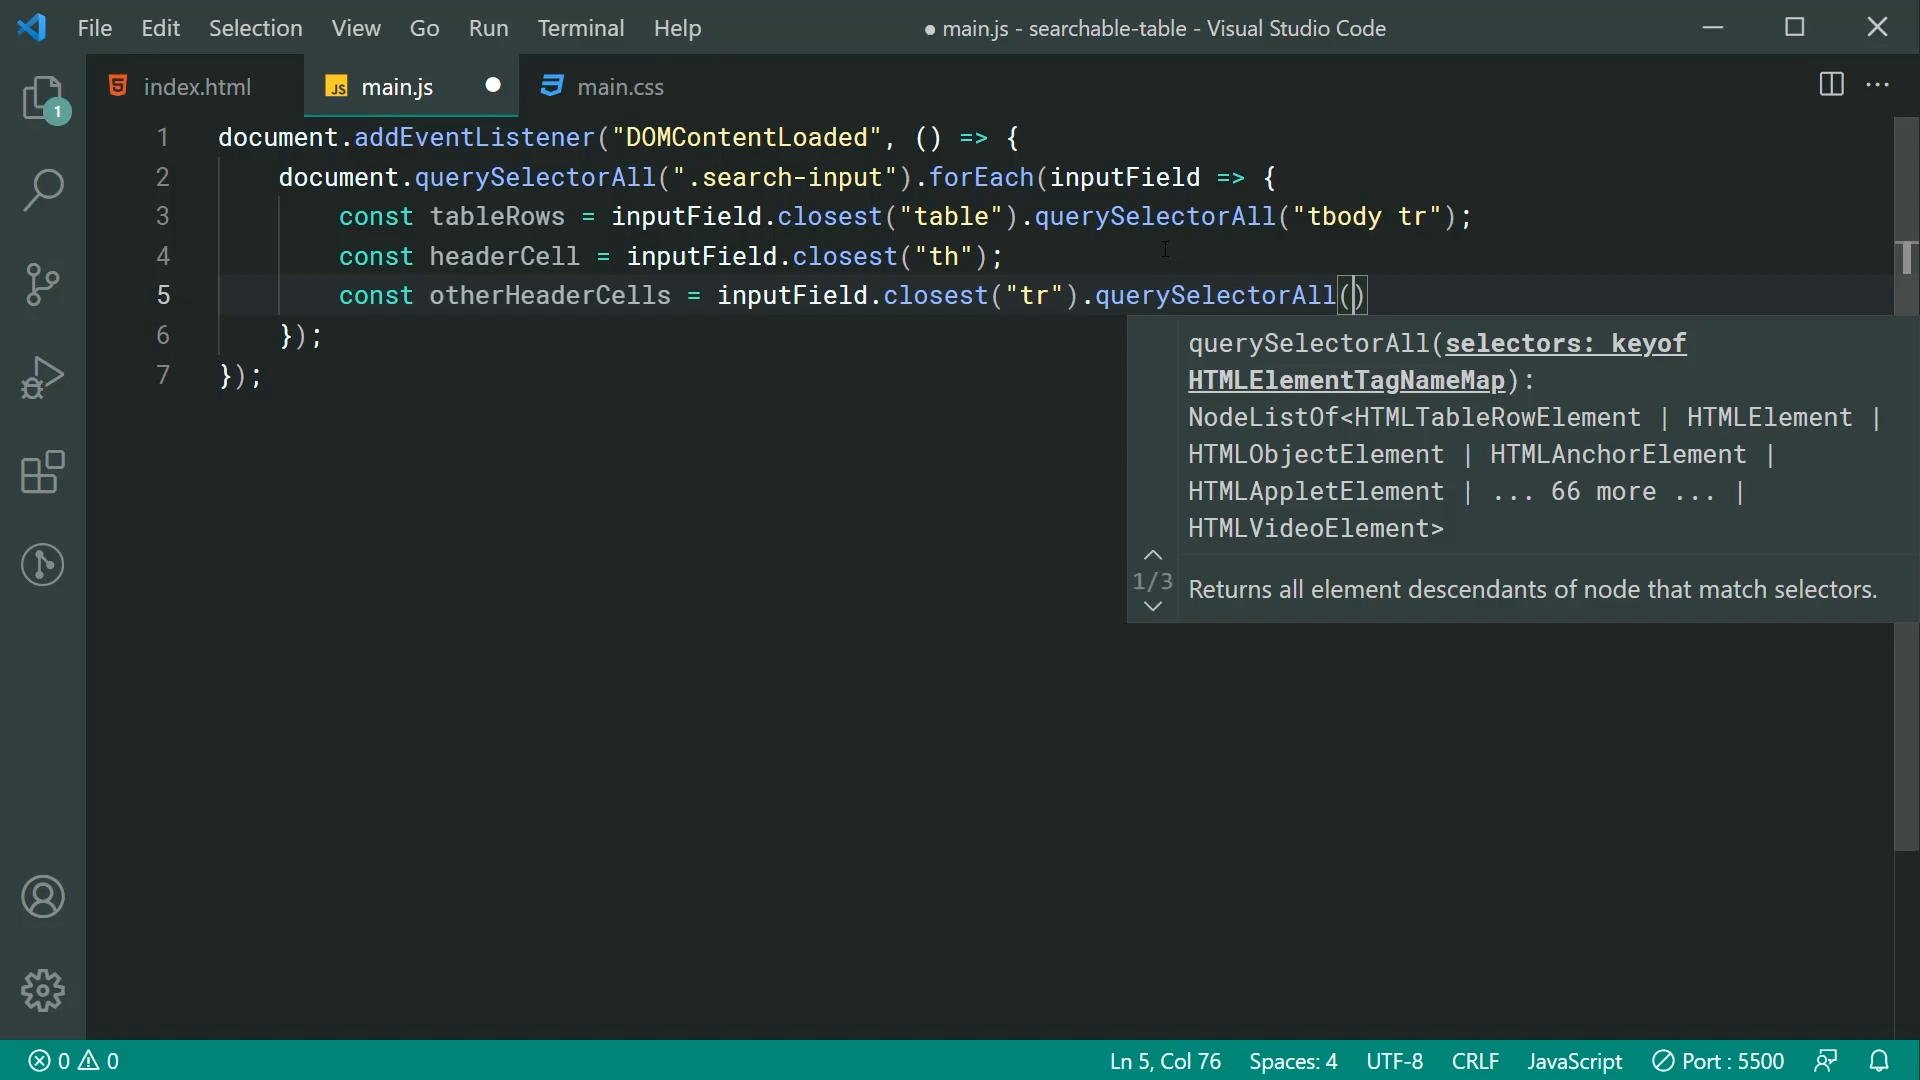 File Edit Selection View Go Run Terminal Help ● main.js - searchable-table - Visual Studio Code
index.html JS main.js ● main.css
1
1 document.addEventListener("DOMContentLoaded", () => {
2 document.querySelectorAll(".search-input").forEach(inputField => {
3 const tableRows = inputField.closest("table").querySelectorAll("tbody tr");
4 const headerCell = inputField.closest("th");
5 const otherHeaderCells = inputField.closest("tr").querySelectorAll()
6 });
7 });
querySelectorAll(selectors: keyof
HTMLElementTagNameMap):
NodeListOf<HTMLTableRowElement | HTMLElement |
HTMLObjectElement | HTMLAnchorElement |
HTMLAppletElement | ... 66 more ... |
HTMLVideoElement>
1/3
Returns all element descendants of node that match selectors.
0 0 Ln 5, Col 76 Spaces: 4 UTF-8 CRLF JavaScript Port : 5500